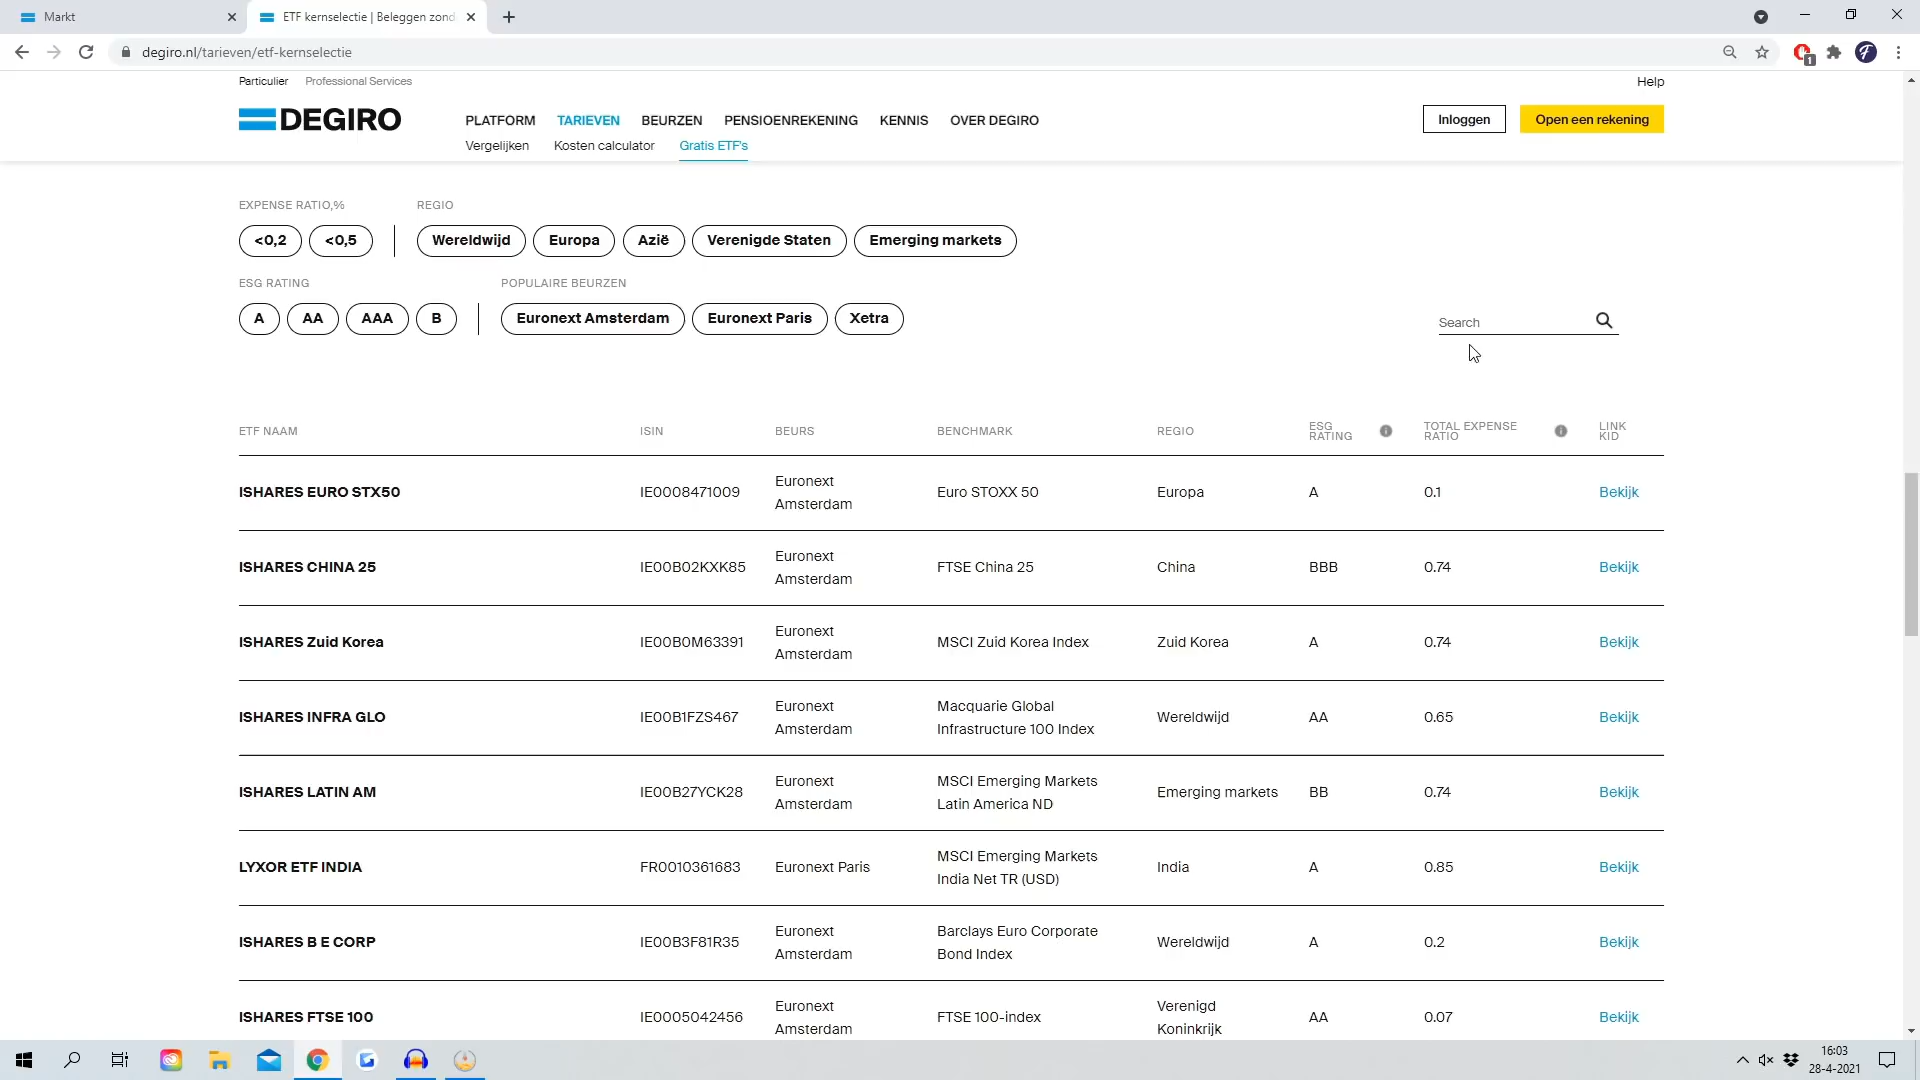 Markt
ETF kernselectie | Beleggen zond
degiro.nl/tarieven/etf-kernselectie
1
Particulier Professional Services Help
DEGIRO
PLATFORM TARIEVEN BEURZEN PENSIOENREKENING KENNIS OVER DEGIRO
Inloggen Open een rekening
Vergelijken Kosten calculator Gratis ETF's
EXPENSE RATIO,% REGIO
<0,2 <0,5 Wereldwijd Europa Azië Verenigde Staten Emerging markets
ESG RATING POPULAIRE BEURZEN
A AA AAA B Euronext Amsterdam Euronext Paris Xetra
Search
ETF NAAM ISIN BEURS BENCHMARK REGIO ESG RATING TOTAL EXPENSE RATIO LINK KID
ISHARES EURO STX50 IE0008471009 Euronext Amsterdam Euro STOXX 50 Europa A 0.1 Bekijk
ISHARES CHINA 25 IE00B02KXK85 Euronext Amsterdam FTSE China 25 China BBB 0.74 Bekijk
ISHARES Zuid Korea IE00B0M63391 Euronext Amsterdam MSCI Zuid Korea Index Zuid Korea A 0.74 Bekijk
ISHARES INFRA GLO IE00B1FZS467 Euronext Amsterdam Macquarie Global Infrastructure 100 Index Wereldwijd AA 0.65 Bekijk
ISHARES LATIN AM IE00B27YCK28 Euronext Amsterdam MSCI Emerging Markets Latin America ND Emerging markets BB 0.74 Bekijk
LYXOR ETF INDIA FR0010361683 Euronext Paris MSCI Emerging Markets India Net TR (USD) India A 0.85 Bekijk
ISHARES B E CORP IE00B3F81R35 Euronext Amsterdam Barclays Euro Corporate Bond Index Wereldwijd A 0.2 Bekijk
ISHARES FTSE 100 IE0005042456 Euronext Amsterdam FTSE 100-index Verenigd Koninkrijk AA 0.07 Bekijk
16:03
28-4-2021